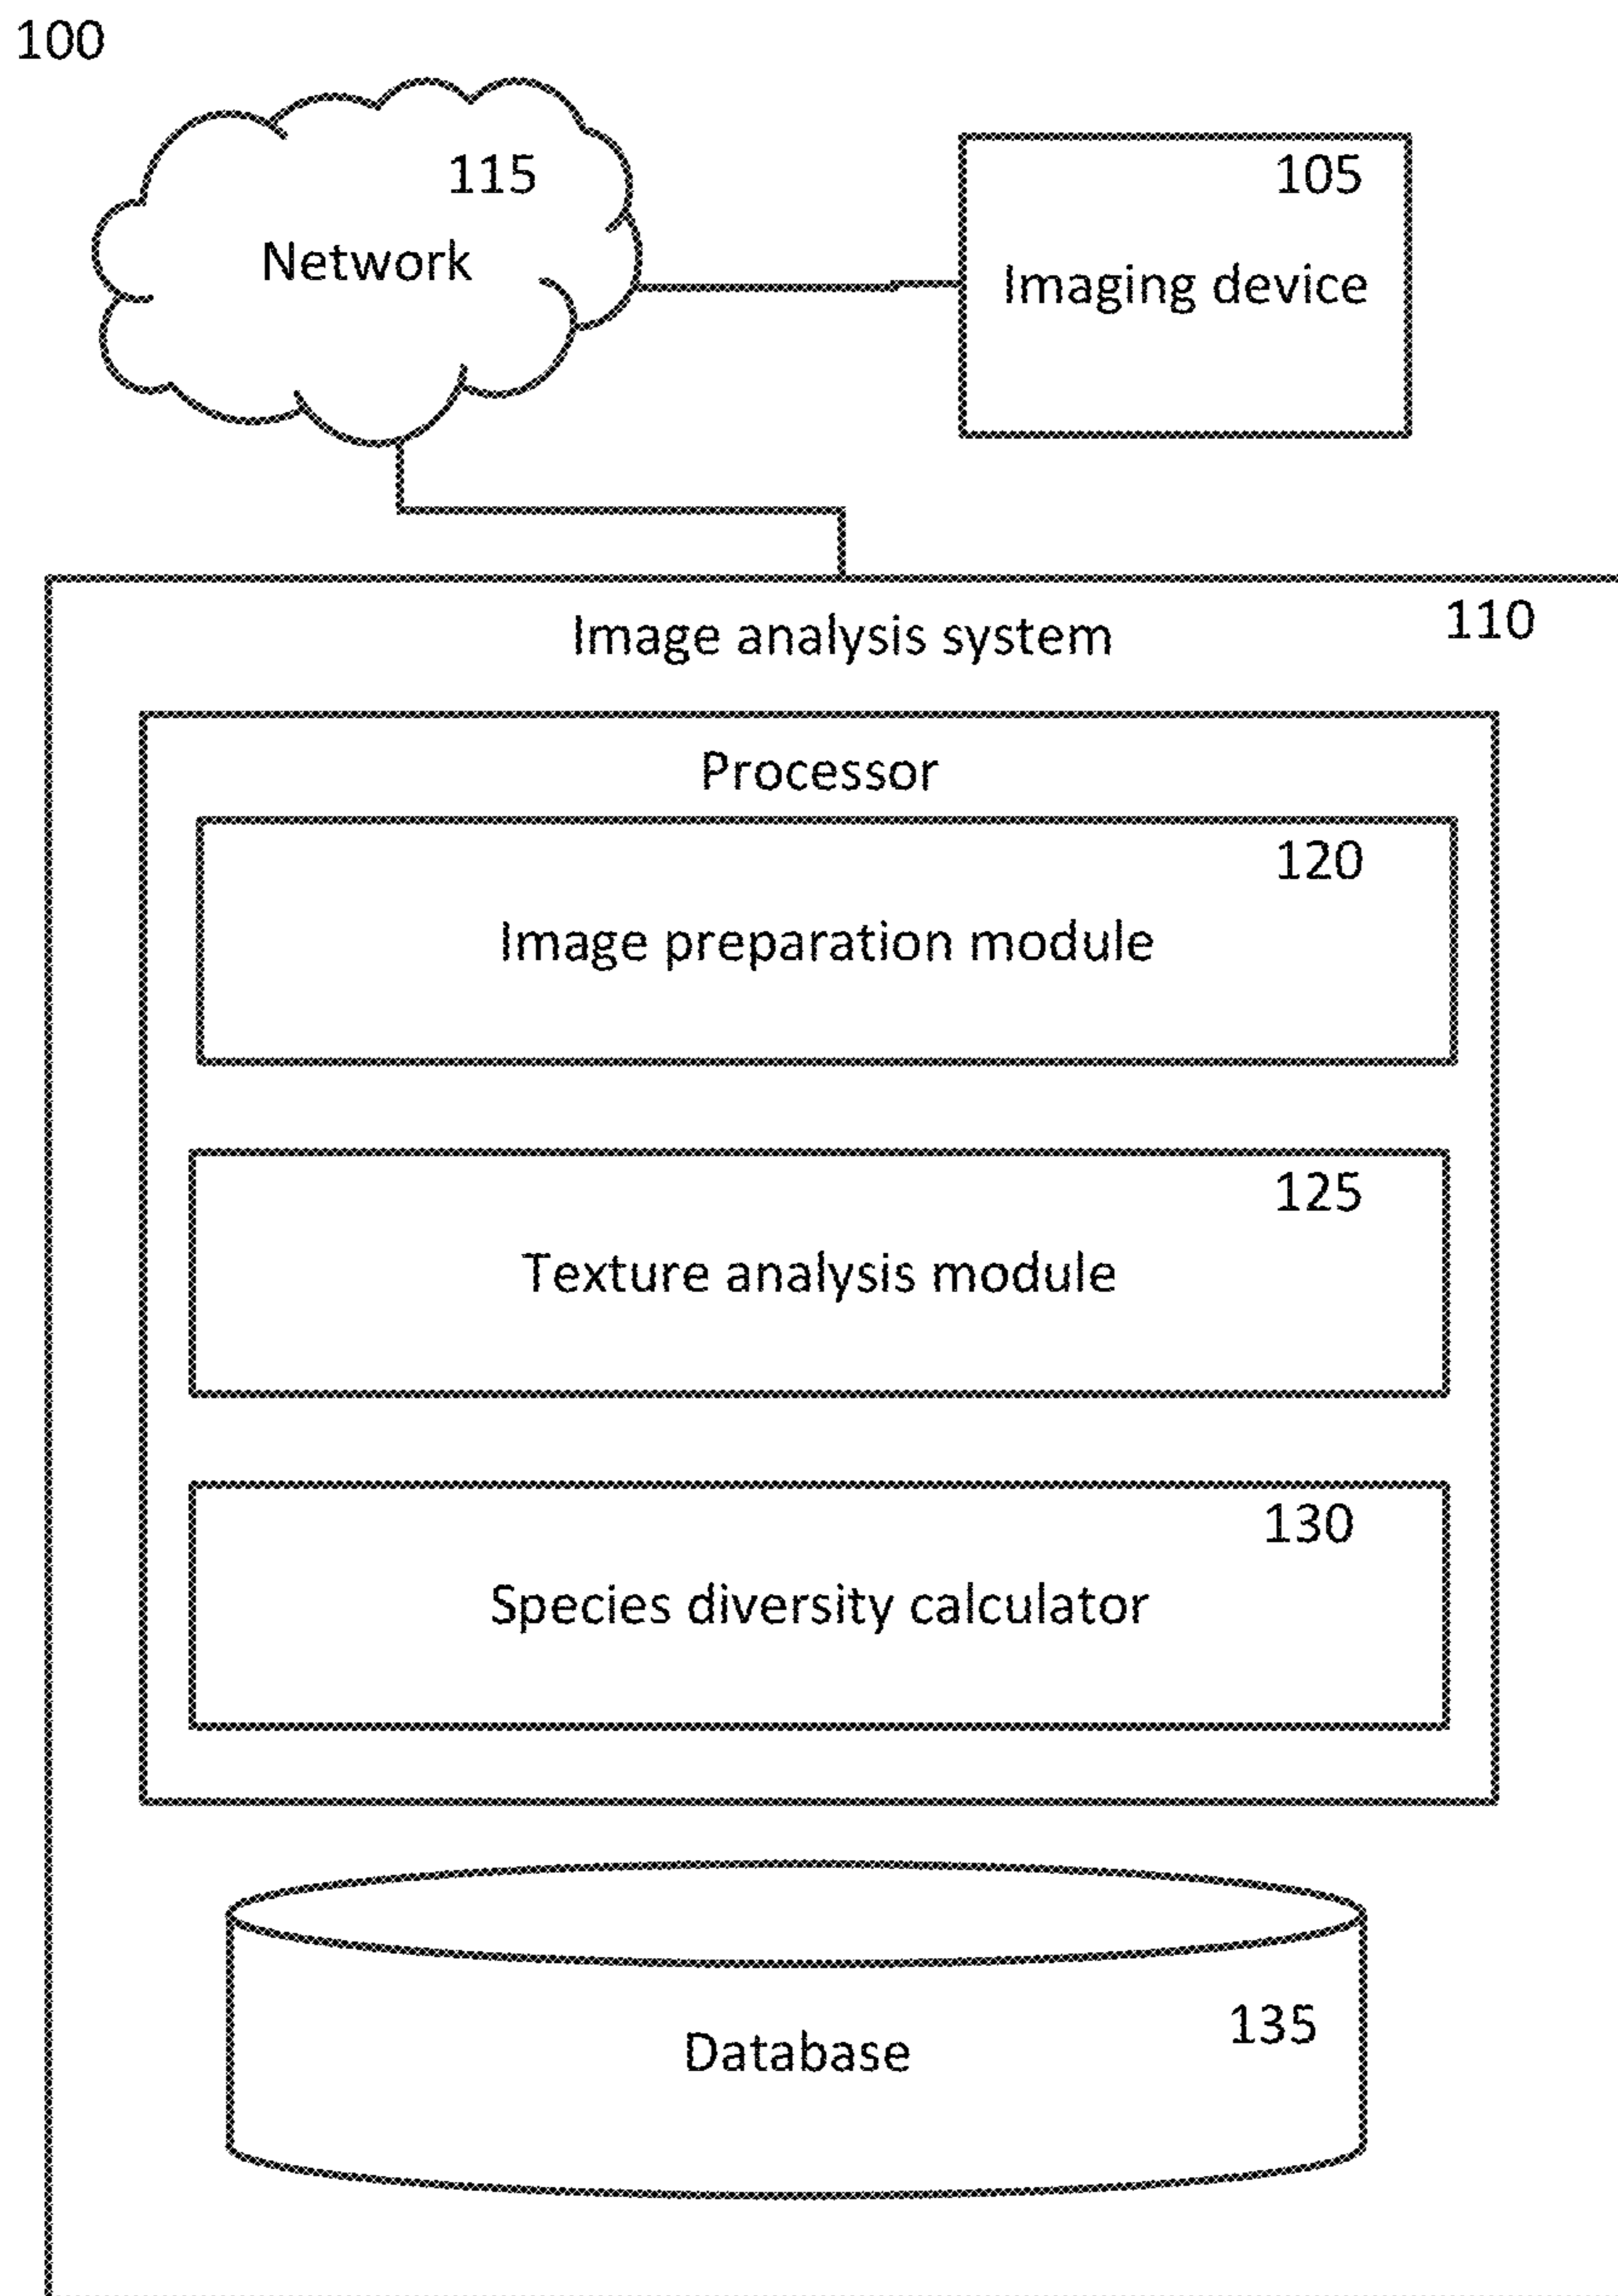 100
115
Network
105
Imaging device
Image analysis system
110
Processor
120
Image preparation module
125
Texture analysis module
130
Species diversity calculator
135
Database